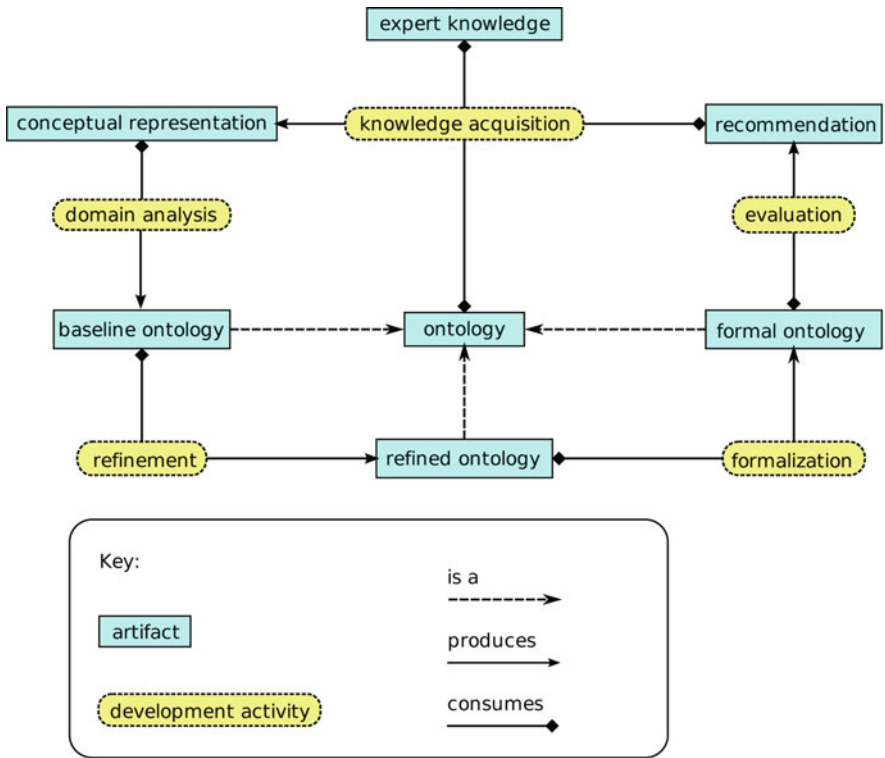 expert knowledge
conceptual representation
knowledge acquisition
recommendation
domain analysis
evaluation
baseline ontology
ontology
formal ontology
refinement
refined ontology
formalization
Key:
is a
artifact
produces
consumes
development activity